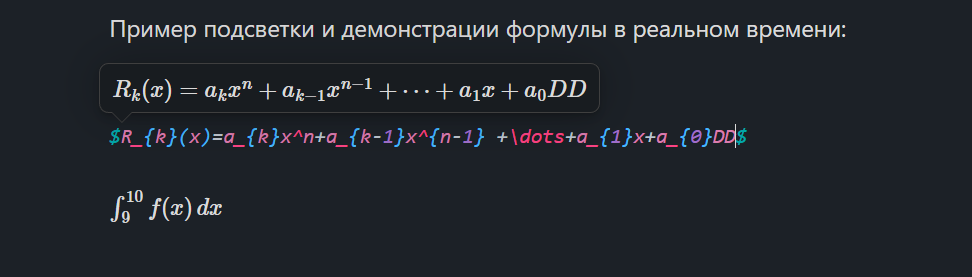 Пример подсветки и демонстрации формулы в реальном времени:
R_k(x) = a_k x^n + a_{k−1} x^{n−1} + ⋯ + a_1 x + a_0 DD
$R_{k}(x)=a_{k}x^n+a_{k-1}x^{n-1} +\dots+a_{1}x+a_{0}DD$
∫_9^{10} f(x) dx